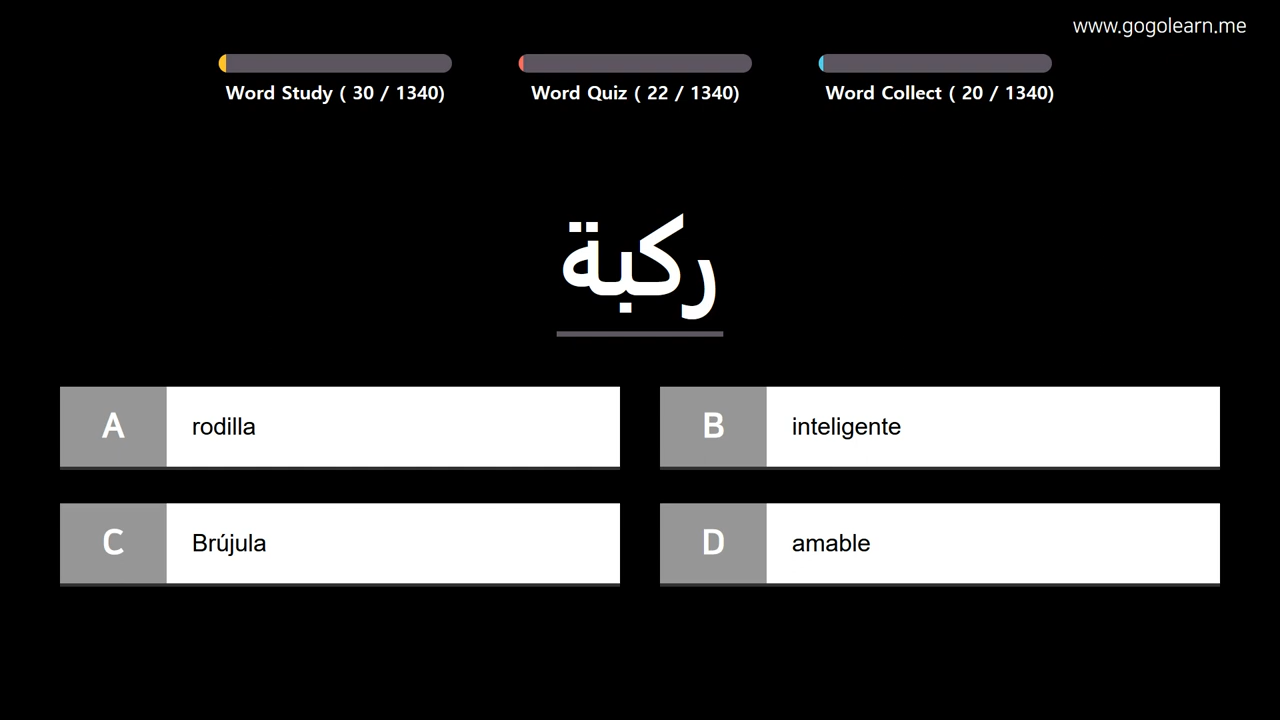 www.gogolearn.me
Word Study ( 30 / 1340)
Word Quiz ( 22 / 1340)
Word Collect ( 20 / 1340)
ركبة
A rodilla
B inteligente
C Brújula
D amable